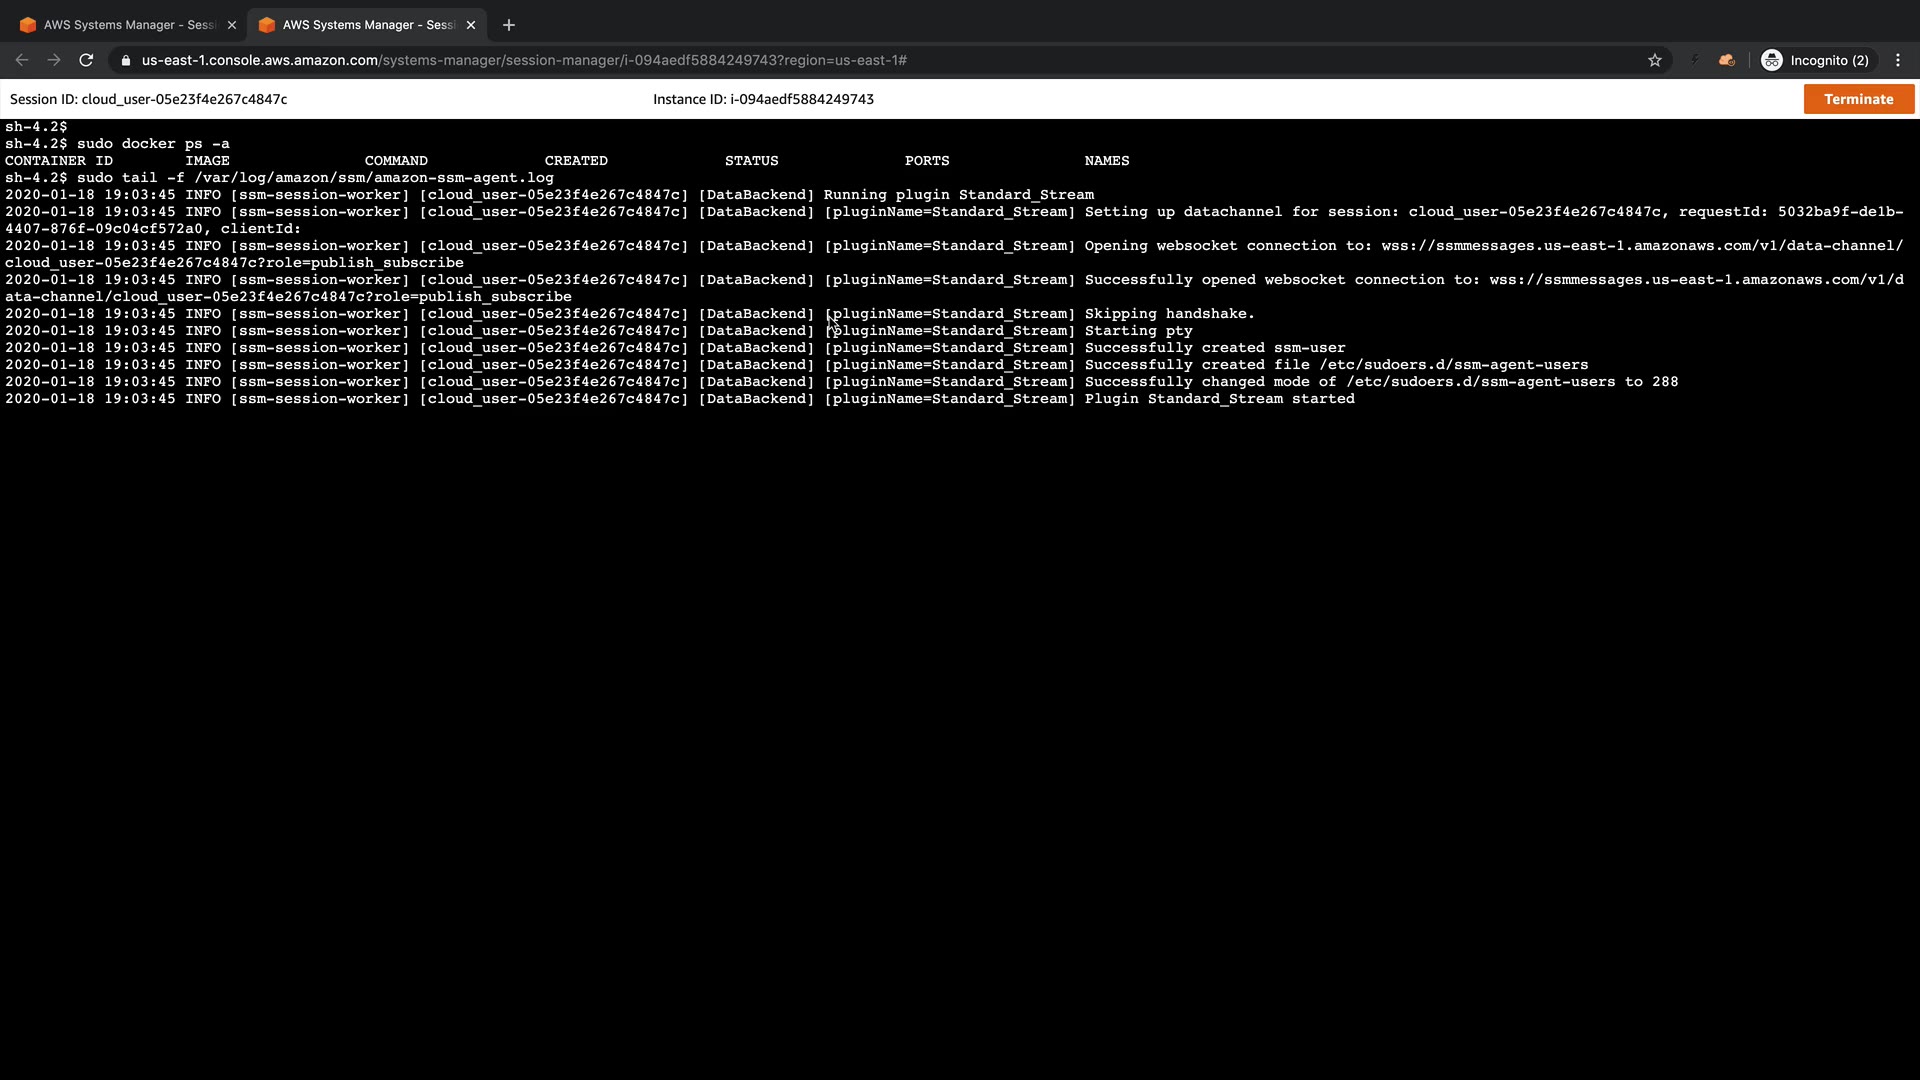 AWS Systems Manager - Sess
AWS Systems Manager - Sess
us-east-1.console.aws.amazon.com/systems-manager/session-manager/i-094aedf5884249743?region=us-east-1#
Incognito (2)
Session ID: cloud_user-05e23f4e267c4847c
Instance ID: i-094aedf5884249743
Terminate
sh-4.2$
sh-4.2$ sudo docker ps -a
CONTAINER ID        IMAGE               COMMAND             CREATED             STATUS              PORTS               NAMES
sh-4.2$ sudo tail -f /var/log/amazon/ssm/amazon-ssm-agent.log
2020-01-18 19:03:45 INFO [ssm-session-worker] [cloud_user-05e23f4e267c4847c] [DataBackend] Running plugin Standard_Stream
2020-01-18 19:03:45 INFO [ssm-session-worker] [cloud_user-05e23f4e267c4847c] [DataBackend] [pluginName=Standard_Stream] Setting up datachannel for session: cloud_user-05e23f4e267c4847c, requestId: 5032ba9f-de1b-
4407-876f-09c04cf572a0, clientId:
2020-01-18 19:03:45 INFO [ssm-session-worker] [cloud_user-05e23f4e267c4847c] [DataBackend] [pluginName=Standard_Stream] Opening websocket connection to: wss://ssmmessages.us-east-1.amazonaws.com/v1/data-channel/
cloud_user-05e23f4e267c4847c?role=publish_subscribe
2020-01-18 19:03:45 INFO [ssm-session-worker] [cloud_user-05e23f4e267c4847c] [DataBackend] [pluginName=Standard_Stream] Successfully opened websocket connection to: wss://ssmmessages.us-east-1.amazonaws.com/v1/d
ata-channel/cloud_user-05e23f4e267c4847c?role=publish_subscribe
2020-01-18 19:03:45 INFO [ssm-session-worker] [cloud_user-05e23f4e267c4847c] [DataBackend] [pluginName=Standard_Stream] Skipping handshake.
2020-01-18 19:03:45 INFO [ssm-session-worker] [cloud_user-05e23f4e267c4847c] [DataBackend] [pluginName=Standard_Stream] Starting pty
2020-01-18 19:03:45 INFO [ssm-session-worker] [cloud_user-05e23f4e267c4847c] [DataBackend] [pluginName=Standard_Stream] Successfully created ssm-user
2020-01-18 19:03:45 INFO [ssm-session-worker] [cloud_user-05e23f4e267c4847c] [DataBackend] [pluginName=Standard_Stream] Successfully created file /etc/sudoers.d/ssm-agent-users
2020-01-18 19:03:45 INFO [ssm-session-worker] [cloud_user-05e23f4e267c4847c] [DataBackend] [pluginName=Standard_Stream] Successfully changed mode of /etc/sudoers.d/ssm-agent-users to 288
2020-01-18 19:03:45 INFO [ssm-session-worker] [cloud_user-05e23f4e267c4847c] [DataBackend] [pluginName=Standard_Stream] Plugin Standard_Stream started